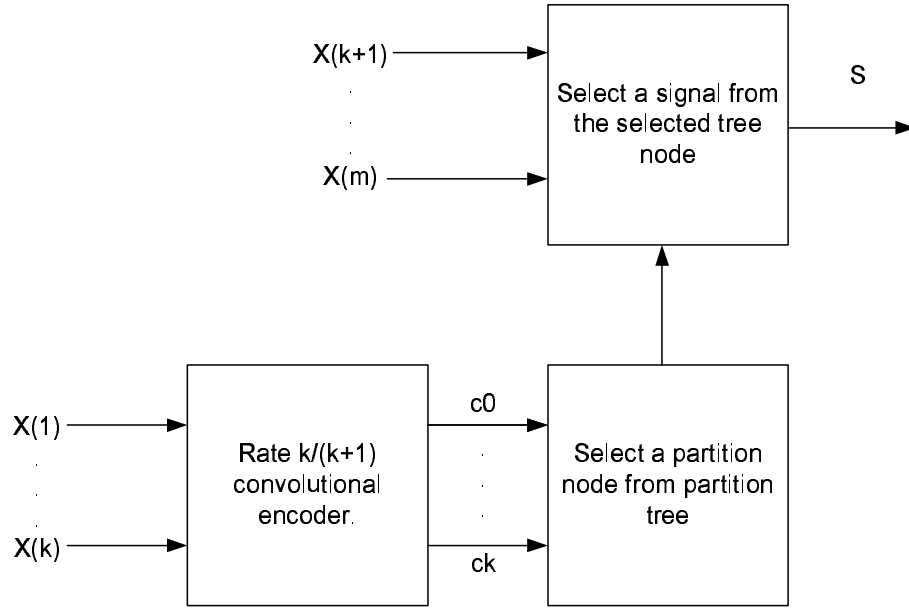 X(k+1)
X(m)
Select a signal from
the selected tree
node
S
X(1)
X(k)
Rate k/(k+1)
convolutional
encoder.
c0
ck
Select a partition
node from partition
tree